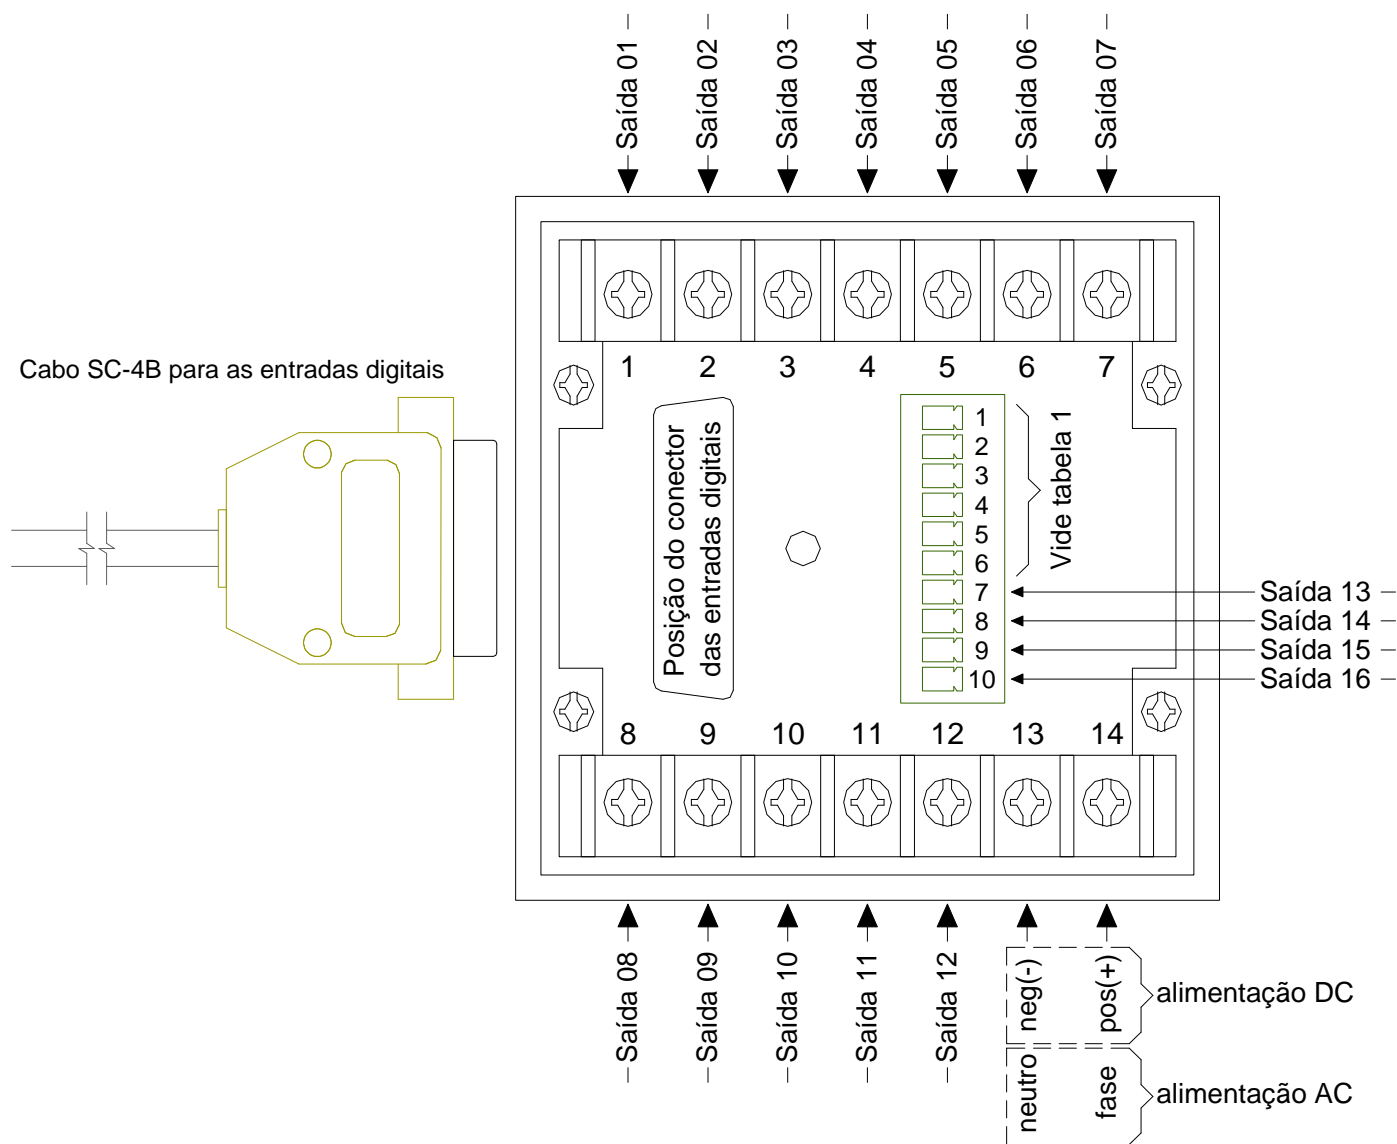 Saída 01
Saída 02
Saída 03
Saída 04
Saída 05
Saída 06
Saída 07
Cabo SC-4B para as entradas digitais
1 2 3 4 5 6 7
Posição do conector
das entradas digitais
1
2
3
4
5
6
7
8
9
10
Vide tabela 1
Saída 13
Saída 14
Saída 15
Saída 16
8 9 10 11 12 13 14
Saída 08
Saída 09
Saída 10
Saída 11
Saída 12
neg(-)
pos(+)
alimentação DC
neutro
fase
alimentação AC